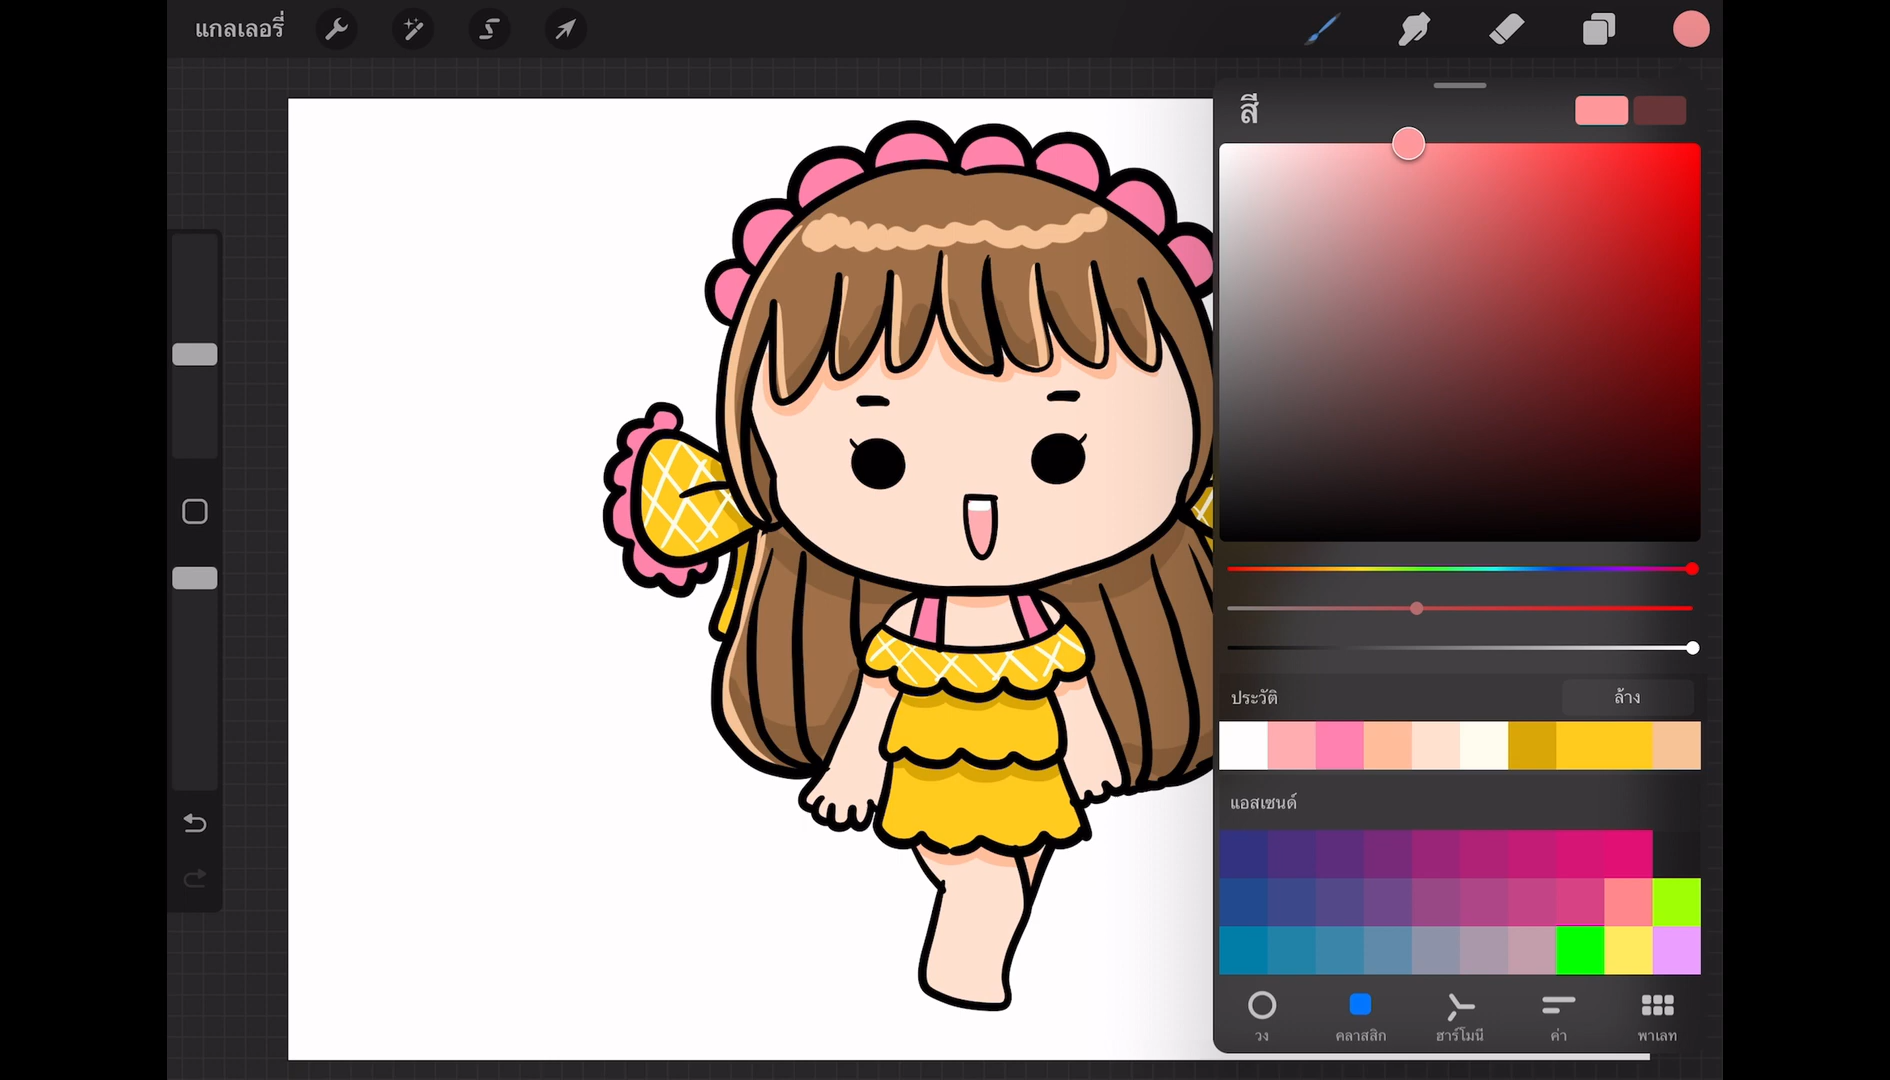 แกลเลอรี่
สี
ประวัติ
ล้าง
แอสเซนด์
วง
คลาสสิก
ฮาร์โมนี
ค่า
พาเลท